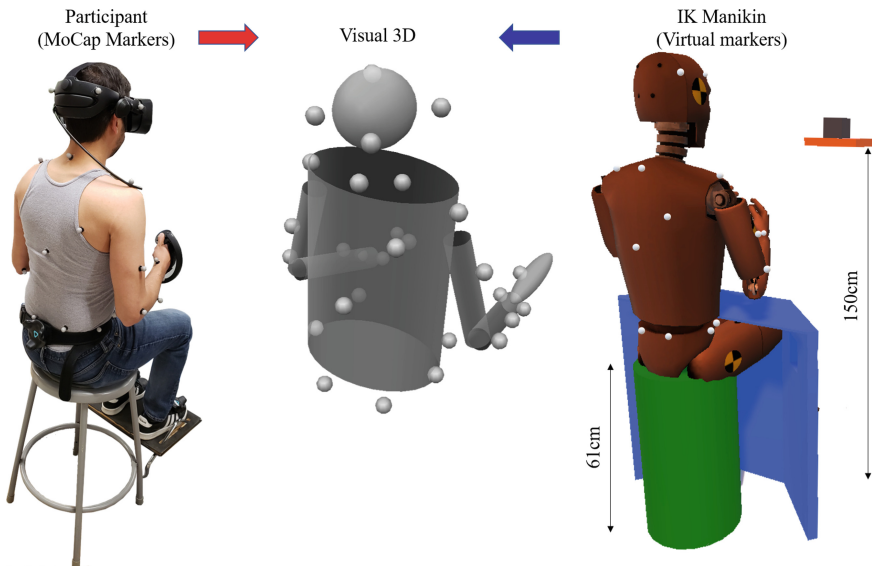 Participant
(MoCap Markers)
Visual 3D
IK Manikin
(Virtual markers)
150cm
61cm